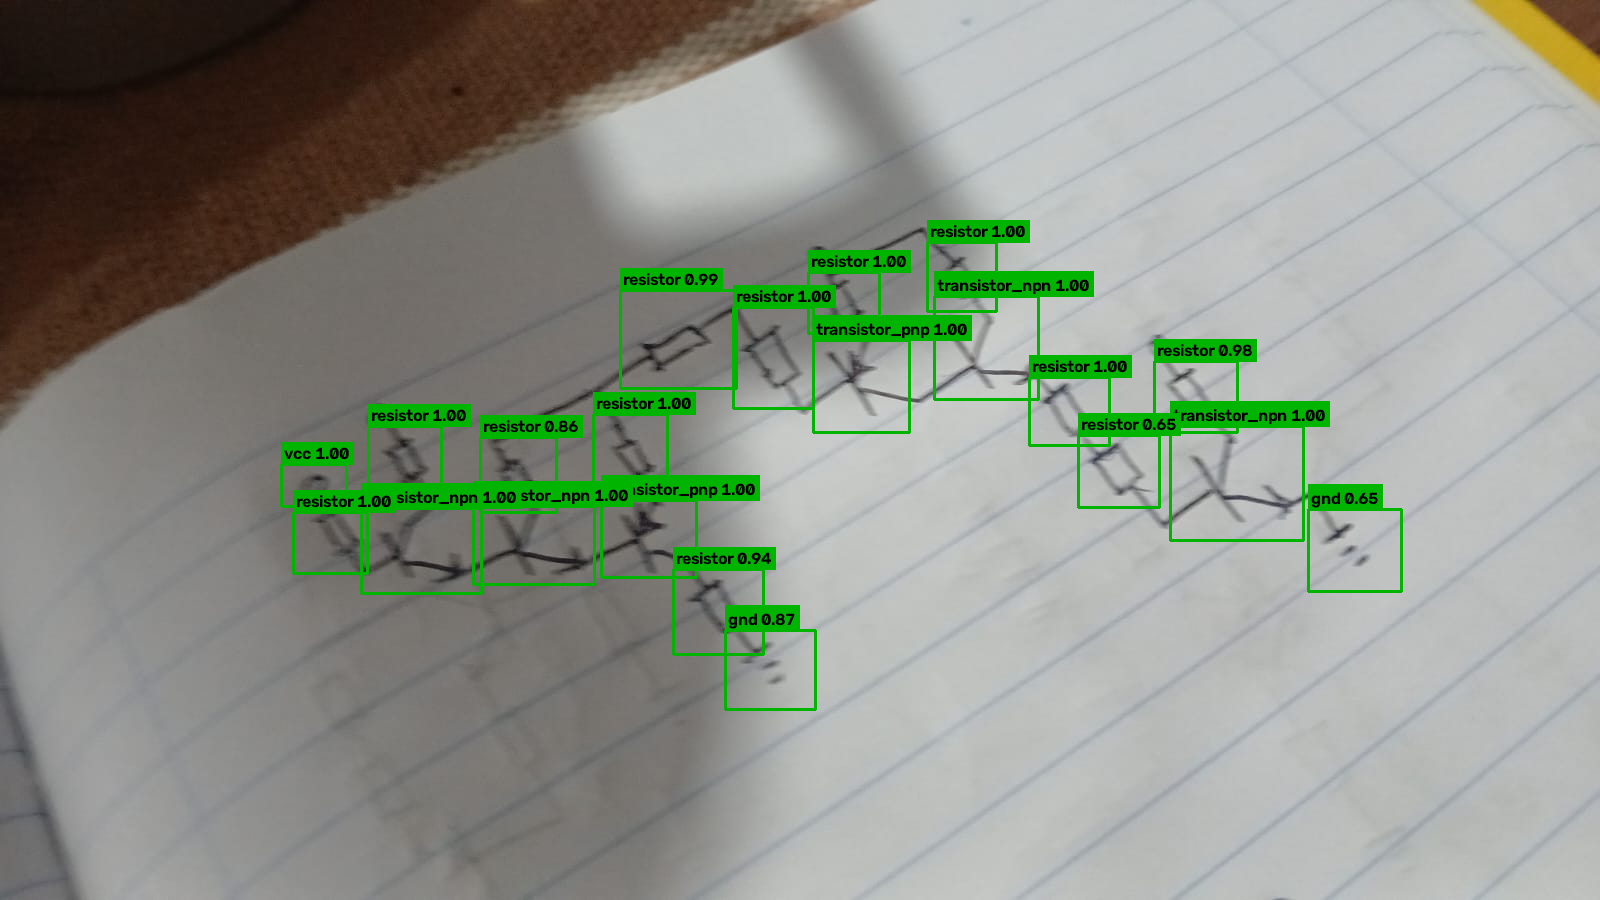 resistor 1.00
resistor 1.00
resistor 0.99
transistor_npn 1.00
resistor 1.00
transistor_pnp 1.00
resistor 0.98
resistor 1.00
resistor 1.00
resistor 1.00
transistor_npn 1.00
resistor 0.86
resistor 0.65
vcc 1.00
sistor_pnp 1.00
resistor 1.00
sistor_npn 1.00
stor_npn 1.00
gnd 0.65
resistor 0.94
gnd 0.87